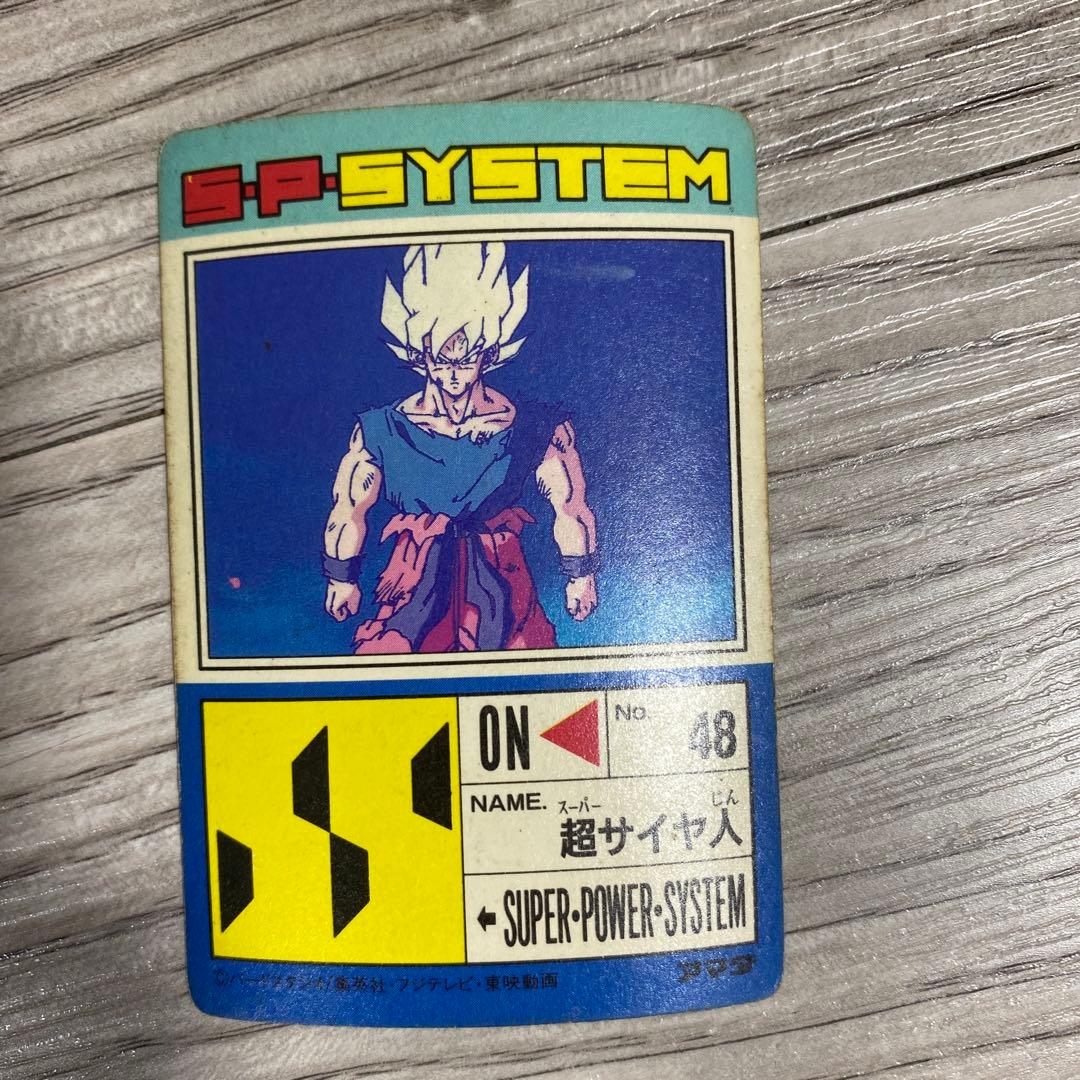 S·P·SYSTEM
ON
No. 48
NAME.
スーパー じん
超サイヤ人
SUPER·POWER·SYSTEM
©バードスタジオ/集英社・フジテレビ・東映動画
アマダ